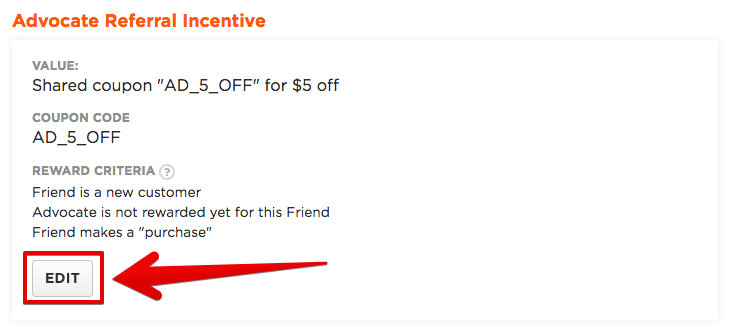 Advocate Referral Incentive
VALUE:
Shared coupon "AD_5_OFF" for $5 off
COUPON CODE
AD_5_OFF
REWARD CRITERIA ?
Friend is a new customer
Advocate is not rewarded yet for this Friend
Friend makes a "purchase"
EDIT